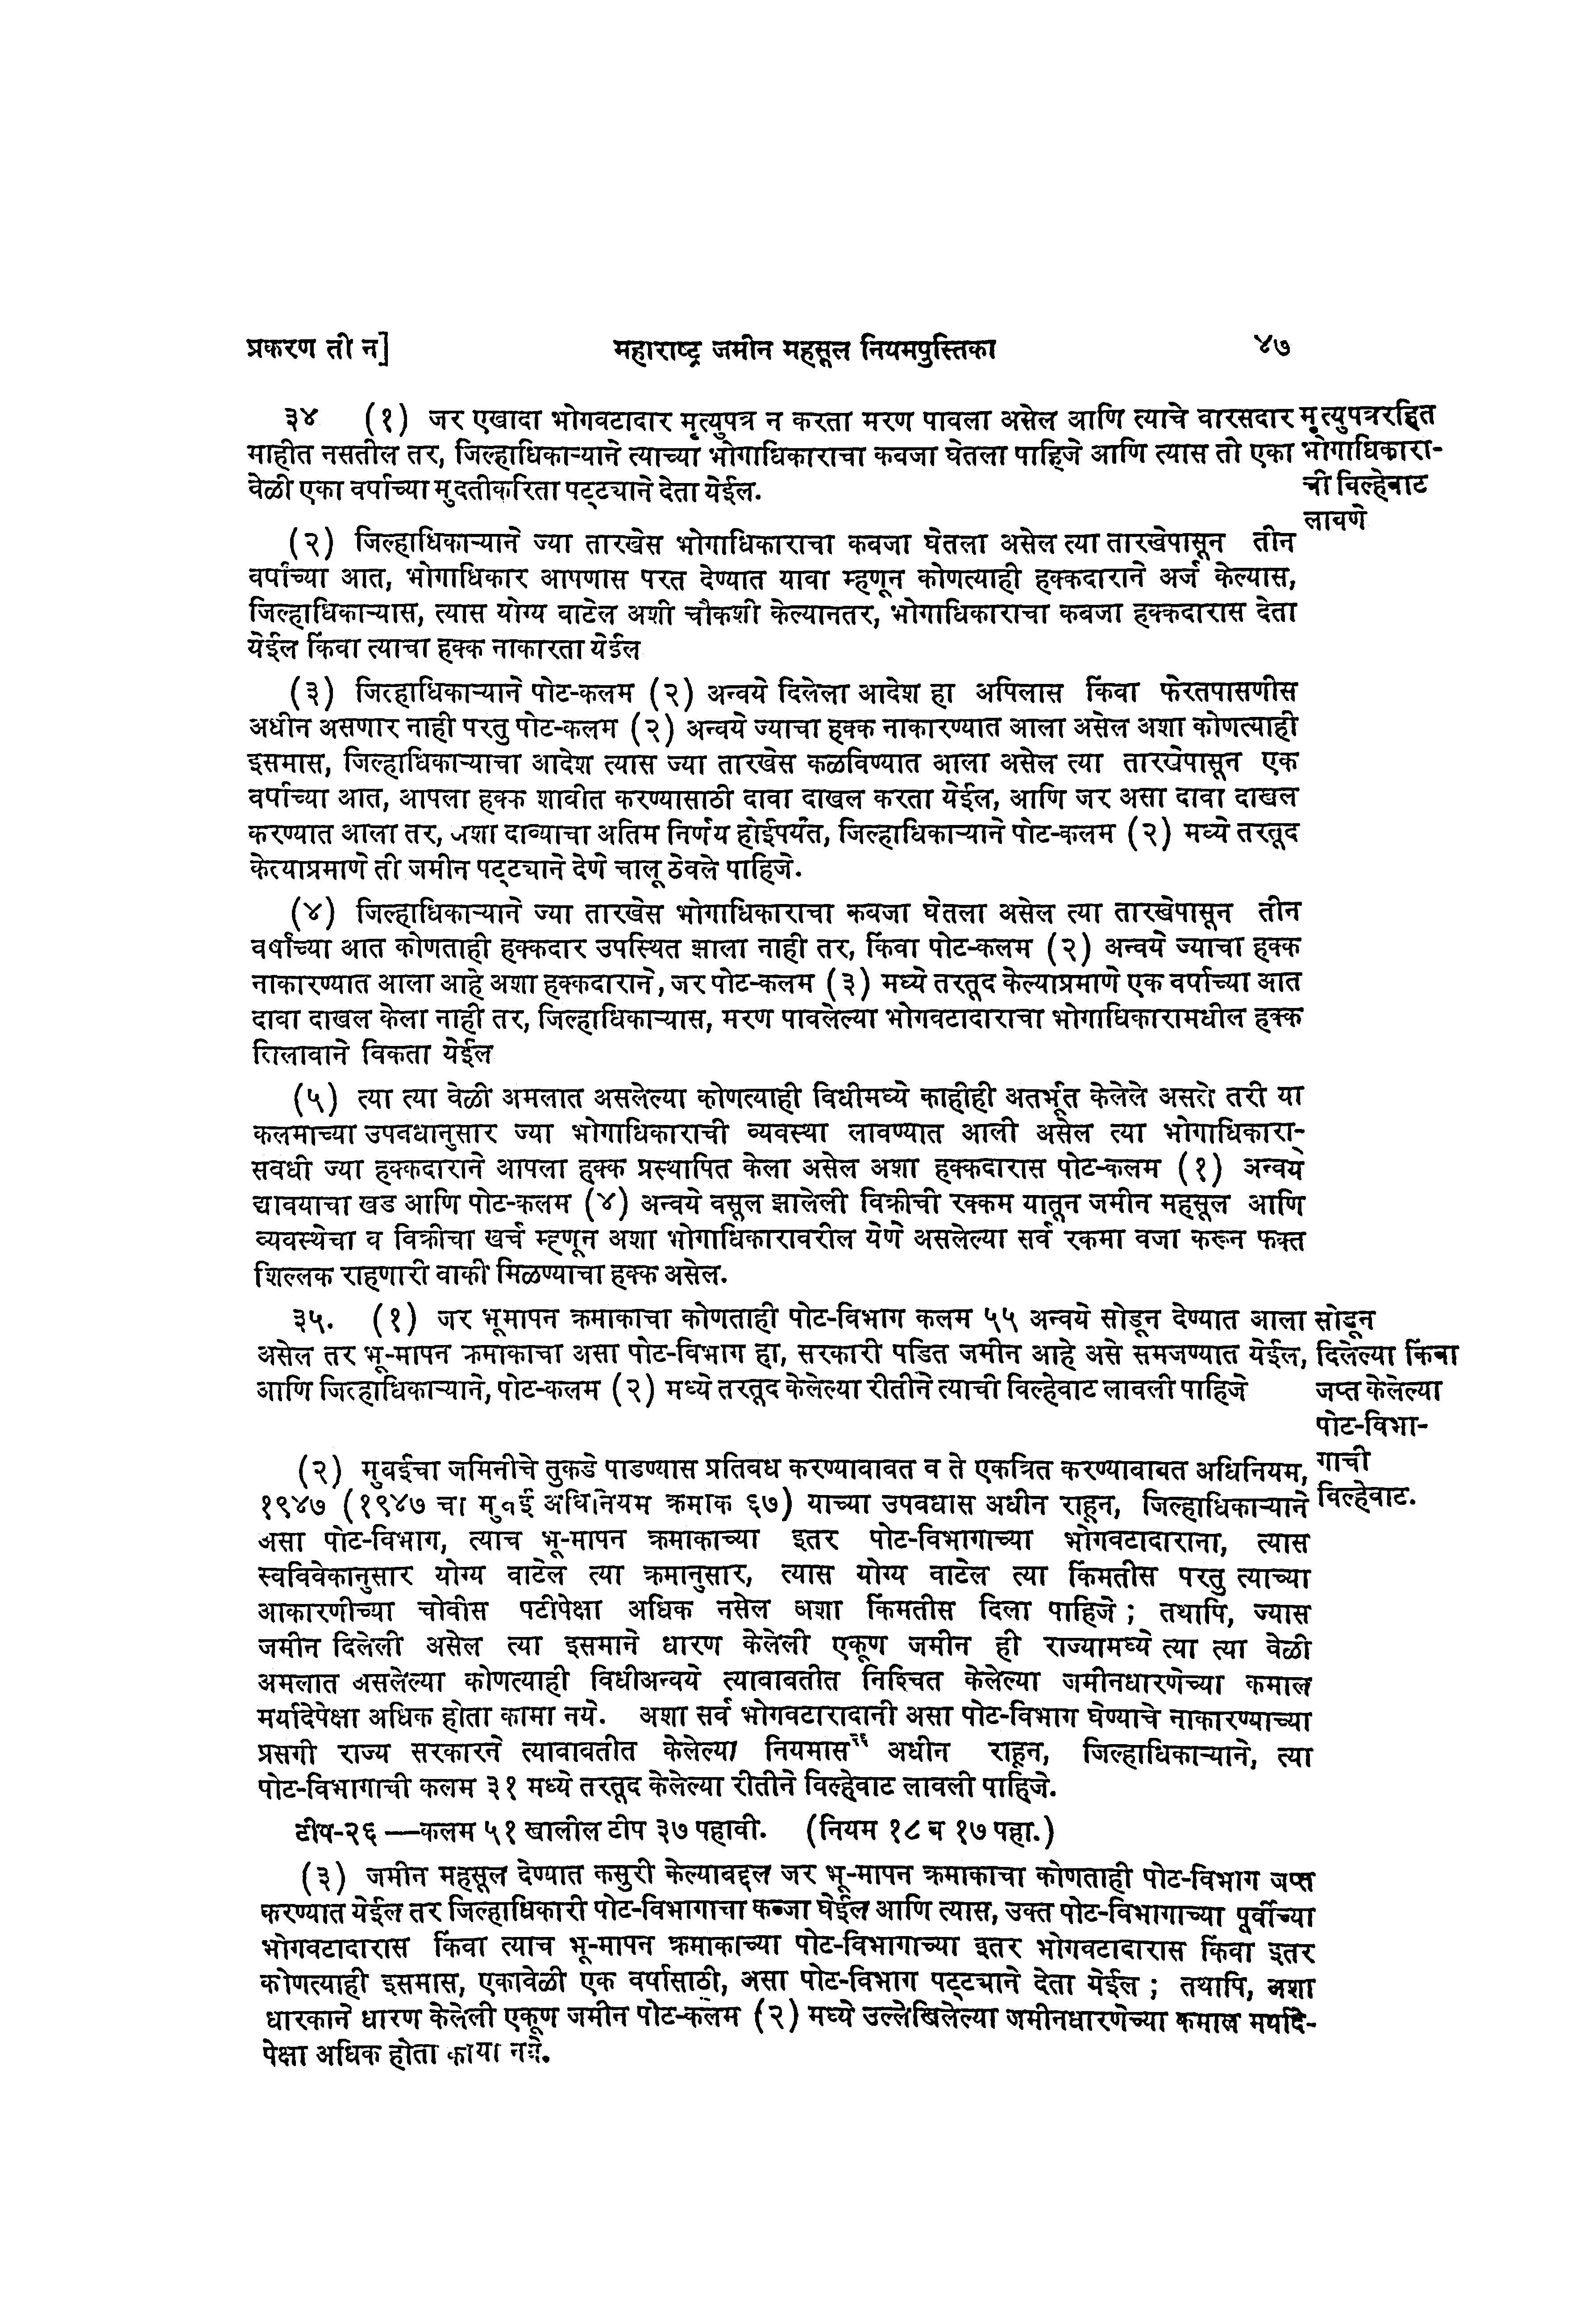 प्रकरण ती न]
महाराष्ट्र जमीन महसूल नियमपुस्तिका
४७
३४ (१) जर एखादा भोगवटादार मृत्युपत्र न करता मरण पावला असेल आणि त्याचे वारसदार
माहीत नसतील तर, जिल्हाधिकाऱ्याने त्याच्या भोगाधिकाराचा कबजा घेतला पाहिजे आणि त्यास तो एका
वेळी एका वर्षाच्या मुदतीकरिता पट्ट्याने देता येईल.
मृत्युपत्ररहित
भोगाधिकारा-
ची विल्हेवाट
लावणे
(२) जिल्हाधिकाऱ्याने ज्या तारखेस भोगाधिकाराचा कबजा घेतला असेल त्या तारखेपासून तीन
वर्षांच्या आत, भोगाधिकार आपणास परत देण्यात यावा म्हणून कोणत्याही हक्कदाराने अर्ज केल्यास,
जिल्हाधिकाऱ्यास, त्यास योग्य वाटेल अशी चौकशी केल्यानतर, भोगाधिकाराचा कबजा हक्कदारास देता
येईल किंवा त्याचा हक्क नाकारता येईल
(३) जिल्हाधिकाऱ्याने पोट-कलम (२) अन्वये दिलेला आदेश हा अपिलास किंवा फेरतपासणीस
अधीन असणार नाही परतु पोट-कलम (२) अन्वये ज्याचा हक्क नाकारण्यात आला असेल अशा कोणत्याही
इसमास, जिल्हाधिकाऱ्याचा आदेश त्यास ज्या तारखेस कळविण्यात आला असेल त्या तारखेपासून एक
वर्षाच्या आत, आपला हक्क शाबीत करण्यासाठी दावा दाखल करता येईल, आणि जर असा दावा दाखल
करण्यात आला तर, अशा दाव्याचा अतिम निर्णय होईपर्यंत, जिल्हाधिकाऱ्याने पोट-कलम (२) मध्ये तरतूद
केल्याप्रमाणे ती जमीन पट्ट्याने देणे चालू ठेवले पाहिजे.
(४) जिल्हाधिकाऱ्याने ज्या तारखेस भोगाधिकाराचा कबजा घेतला असेल त्या तारखेपासून तीन
वर्षांच्या आत कोणताही हक्कदार उपस्थित झाला नाही तर, किंवा पोट-कलम (२) अन्वये ज्याचा हक्क
नाकारण्यात आला आहे अशा हक्कदाराने, जर पोट-कलम (३) मध्ये तरतूद केल्याप्रमाणे एक वर्षाच्या आत
दावा दाखल केला नाही तर, जिल्हाधिकाऱ्यास, मरण पावलेल्या भोगवटादाराचा भोगाधिकारामधील हक्क
लिलावाने विकता येईल
(५) त्या त्या वेळी अमलात असलेल्या कोणत्याही विधीमध्ये काहीही अतर्भूत केलेले असले तरी या
कलमाच्या उपबधानुसार ज्या भोगाधिकाराची व्यवस्था लावण्यात आली असेल त्या भोगाधिकारा-
सबधी ज्या हक्कदाराने आपला हक्क प्रस्थापित केला असेल अशा हक्कदारास पोट-कलम (१) अन्वये
द्यावयाचा खड आणि पोट-कलम (४) अन्वये वसूल झालेली विक्रीची रक्कम यातून जमीन महसूल आणि
व्यवस्थेचा व विक्रीचा खर्च म्हणून अशा भोगाधिकारावरील येणे असलेल्या सर्व रकमा वजा करून फक्त
शिल्लक राहणारी बाकी मिळण्याचा हक्क असेल.
३५. (१) जर भूमापन क्रमाकाचा कोणताही पोट-विभाग कलम ५५ अन्वये सोडून देण्यात आला
असेल तर भू-मापन क्रमाकाचा असा पोट-विभाग हा, सरकारी पडित जमीन आहे असे समजण्यात येईल,
आणि जिल्हाधिकाऱ्याने, पोट-कलम (२) मध्ये तरतूद केलेल्या रीतीने त्याची विल्हेवाट लावली पाहिजे
सोडून
दिलेल्या किंवा
जप्त केलेल्या
पोट-विभा-
गाची
विल्हेवाट.
(२) मुबईचा जमिनीचे तुकडे पाडण्यास प्रतिबध करण्याबाबत व ते एकत्रित करण्याबाबत अधिनियम,
१९४७ (१९४७ चा मुबई अधिनियम क्रमाक ६७) याच्या उपबधास अधीन राहून, जिल्हाधिकाऱ्याने
असा पोट-विभाग, त्याच भू-मापन क्रमाकाच्या इतर पोट-विभागाच्या भोगवटादाराना, त्यास
स्वविवेकानुसार योग्य वाटेल त्या क्रमानुसार, त्यास योग्य वाटेल त्या किंमतीस परतु त्याच्या
आकारणीच्या चोवीस पटीपेक्षा अधिक नसेल अशा किंमतीस दिला पाहिजे ; तथापि, ज्यास
जमीन दिलेली असेल त्या इसमाने धारण केलेली एकूण जमीन ही राज्यामध्ये त्या त्या वेळी
अमलात असलेल्या कोणत्याही विधीअन्वये त्याबाबतीत निश्चित केलेल्या जमीनधारणेच्या कमाल
मर्यादेपेक्षा अधिक होता कामा नये. अशा सर्व भोगवटारादानी असा पोट-विभाग घेण्याचे नाकारण्याच्या
प्रसगी राज्य सरकारने त्याबाबतीत केलेल्या नियमास२६ अधीन राहून, जिल्हाधिकाऱ्याने, त्या
पोट-विभागाची कलम ३१ मध्ये तरतूद केलेल्या रीतीने विल्हेवाट लावली पाहिजे.
टीप-२६ —कलम ५१ खालील टीप ३७ पहावी. (नियम १८ व १७ पहा.)
(३) जमीन महसूल देण्यात कसुरी केल्याबद्दल जर भू-मापन क्रमाकाचा कोणताही पोट-विभाग जप्त
करण्यात येईल तर जिल्हाधिकारी पोट-विभागाचा कब्जा घेईल आणि त्यास, उक्त पोट-विभागाच्या पूर्वीच्या
भोगवटादारास किंवा त्याच भू-मापन क्रमाकाच्या पोट-विभागाच्या इतर भोगवटादारास किंवा इतर
कोणत्याही इसमास, एकावेळी एक वर्षासाठी, असा पोट-विभाग पट्ट्याने देता येईल ; तथापि, अशा
धारकाने धारण केलेली एकूण जमीन पोट-कलम (२) मध्ये उल्लेखिलेल्या जमीनधारणेच्या कमाल मर्यादे-
पेक्षा अधिक होता काया नये.